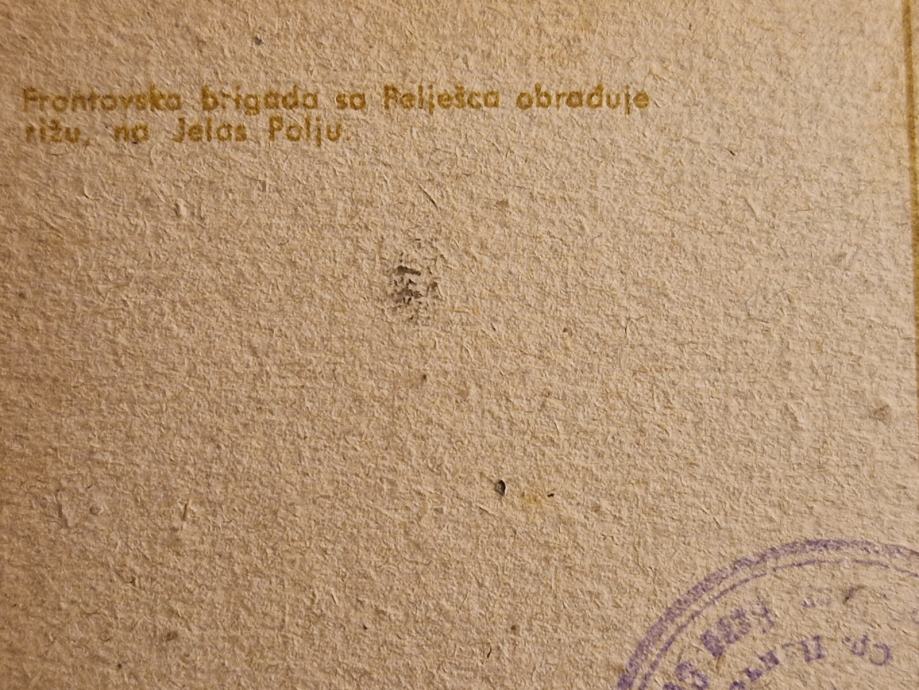 Frontovska brigada sa Pelješca obrađuje
rižu, na Jelas Polju.